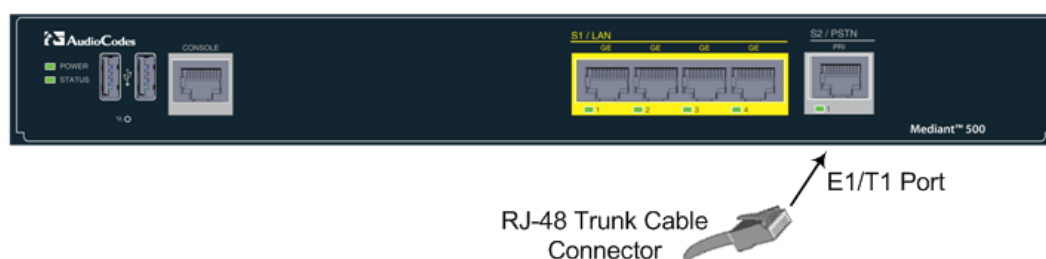 AudioCodes
CONSOLE
POWER
STATUS
S1 / LAN
GE GE GE GE
1 2 3 4
S2 / PSTN
PRI
1
Mediant™ 500
E1/T1 Port
RJ-48 Trunk Cable
Connector